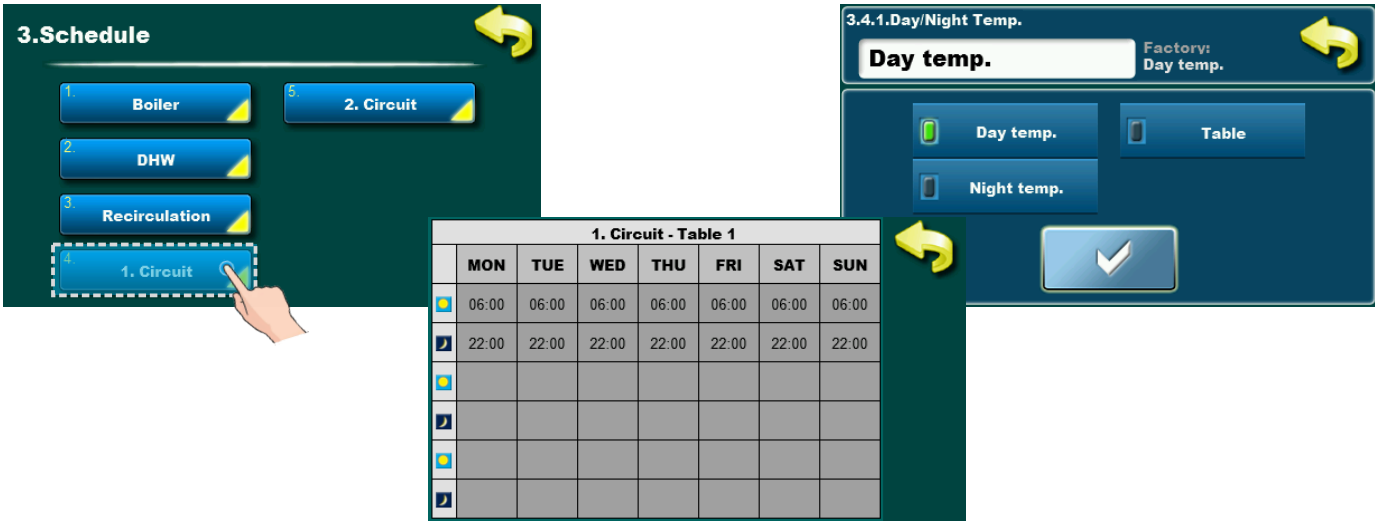 3.Schedule
1. Boiler
5. 2. Circuit
2. DHW
3. Recirculation
4. 1. Circuit
3.4.1.Day/Night Temp.
Day temp.
Factory:
Day temp.
Day temp.
Table
Night temp.
1. Circuit - Table 1
MON TUE WED THU FRI SAT SUN
06:00 06:00 06:00 06:00 06:00 06:00 06:00
22:00 22:00 22:00 22:00 22:00 22:00 22:00